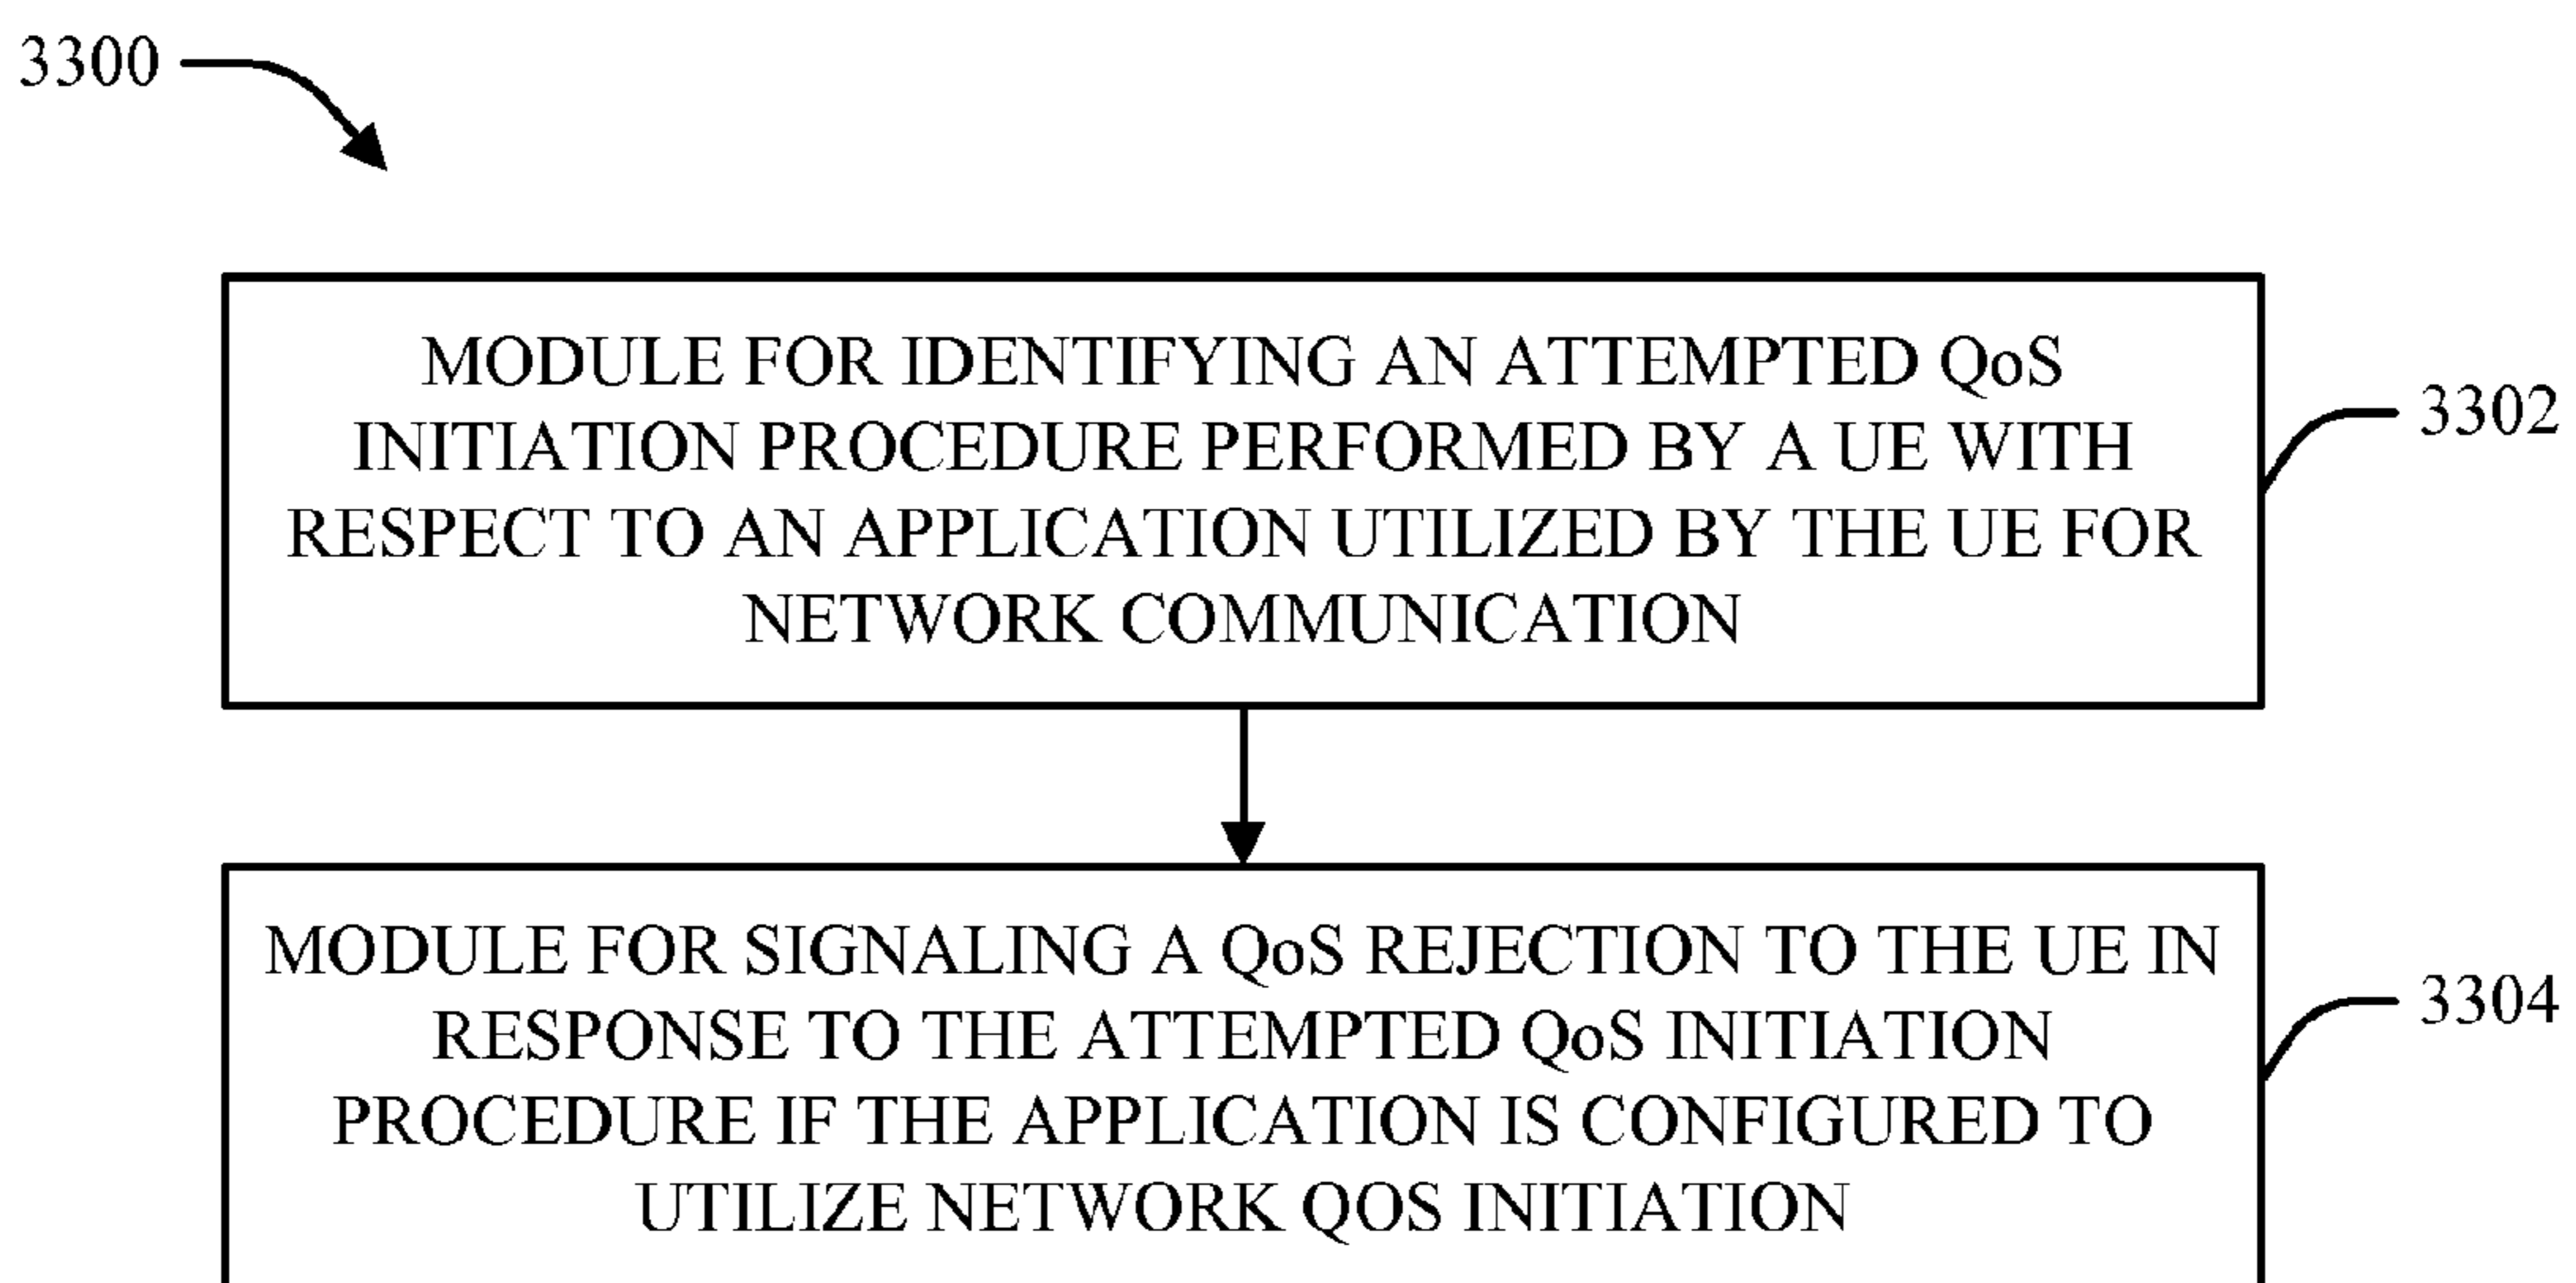 3300
MODULE FOR IDENTIFYING AN ATTEMPTED QoS
INITIATION PROCEDURE PERFORMED BY A UE WITH
RESPECT TO AN APPLICATION UTILIZED BY THE UE FOR
NETWORK COMMUNICATION
3302
MODULE FOR SIGNALING A QoS REJECTION TO THE UE IN
RESPONSE TO THE ATTEMPTED QoS INITIATION
PROCEDURE IF THE APPLICATION IS CONFIGURED TO
UTILIZE NETWORK QOS INITIATION
3304